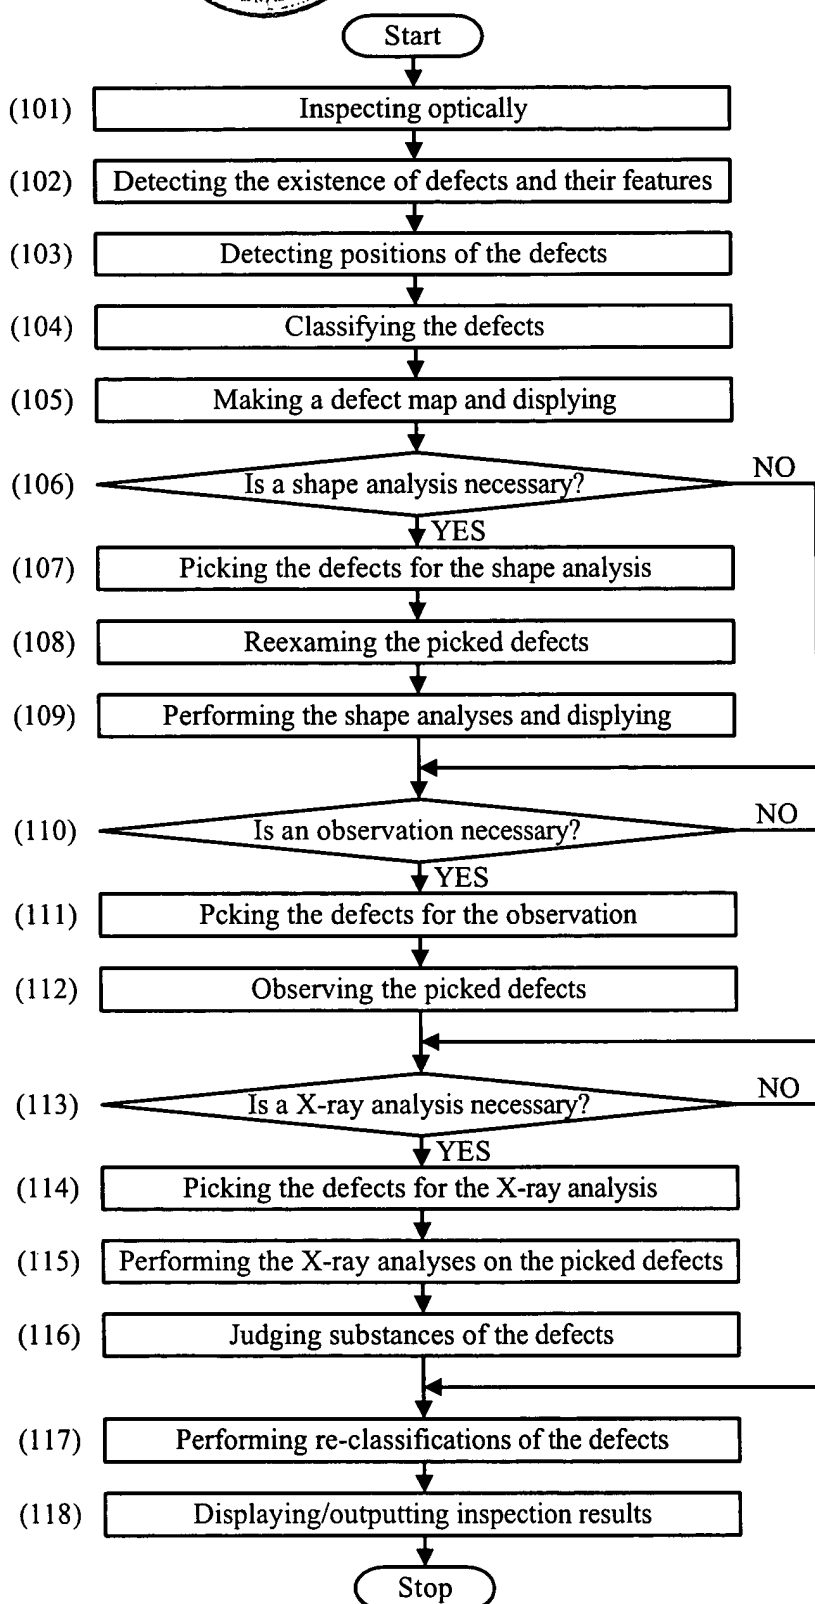 Start
(101) Inspecting optically
(102) Detecting the existence of defects and their features
(103) Detecting positions of the defects
(104) Classifying the defects
(105) Making a defect map and displying
(106) Is a shape analysis necessary? NO
YES
(107) Picking the defects for the shape analysis
(108) Reexaming the picked defects
(109) Performing the shape analyses and displying
(110) Is an observation necessary? NO
YES
(111) Pcking the defects for the observation
(112) Observing the picked defects
(113) Is a X-ray analysis necessary? NO
YES
(114) Picking the defects for the X-ray analysis
(115) Performing the X-ray analyses on the picked defects
(116) Judging substances of the defects
(117) Performing re-classifications of the defects
(118) Displaying/outputting inspection results
Stop